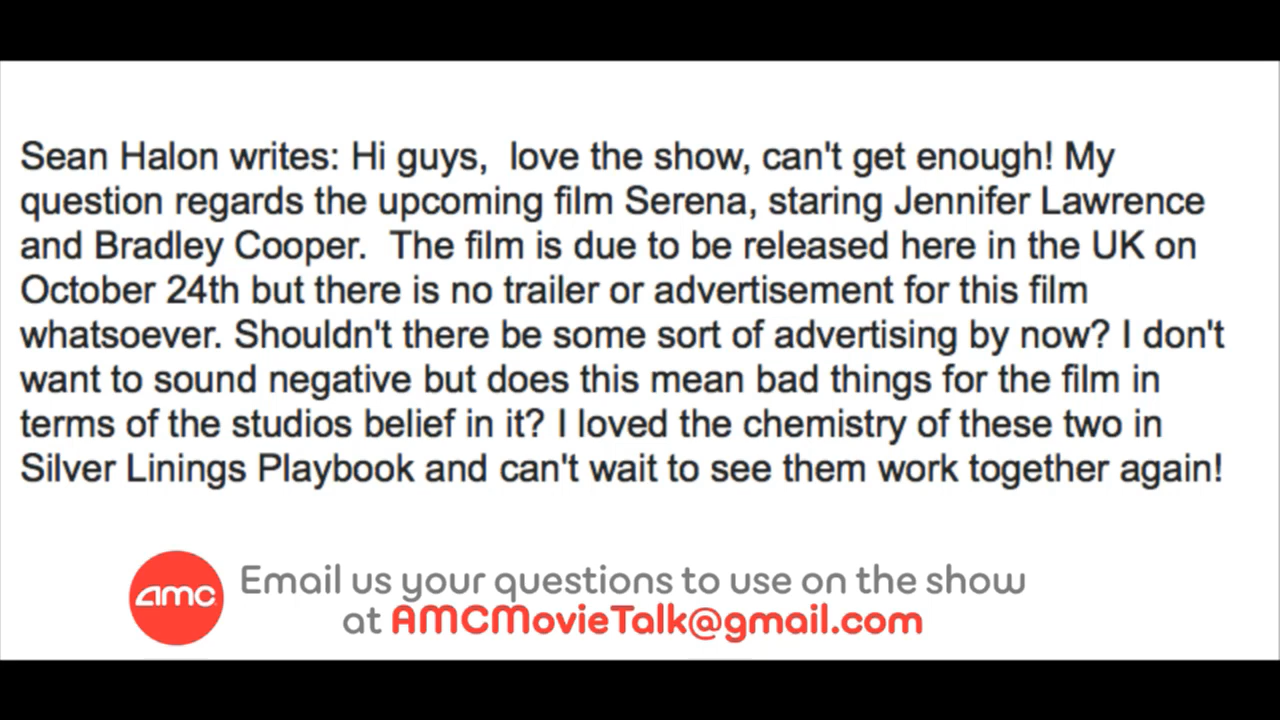 Sean Halon writes: Hi guys,  love the show, can't get enough! My
question regards the upcoming film Serena, staring Jennifer Lawrence
and Bradley Cooper.  The film is due to be released here in the UK on
October 24th but there is no trailer or advertisement for this film
whatsoever. Shouldn't there be some sort of advertising by now? I don't
want to sound negative but does this mean bad things for the film in
terms of the studios belief in it? I loved the chemistry of these two in
Silver Linings Playbook and can't wait to see them work together again!
amc
Email us your questions to use on the show
at AMCMovieTalk@gmail.com